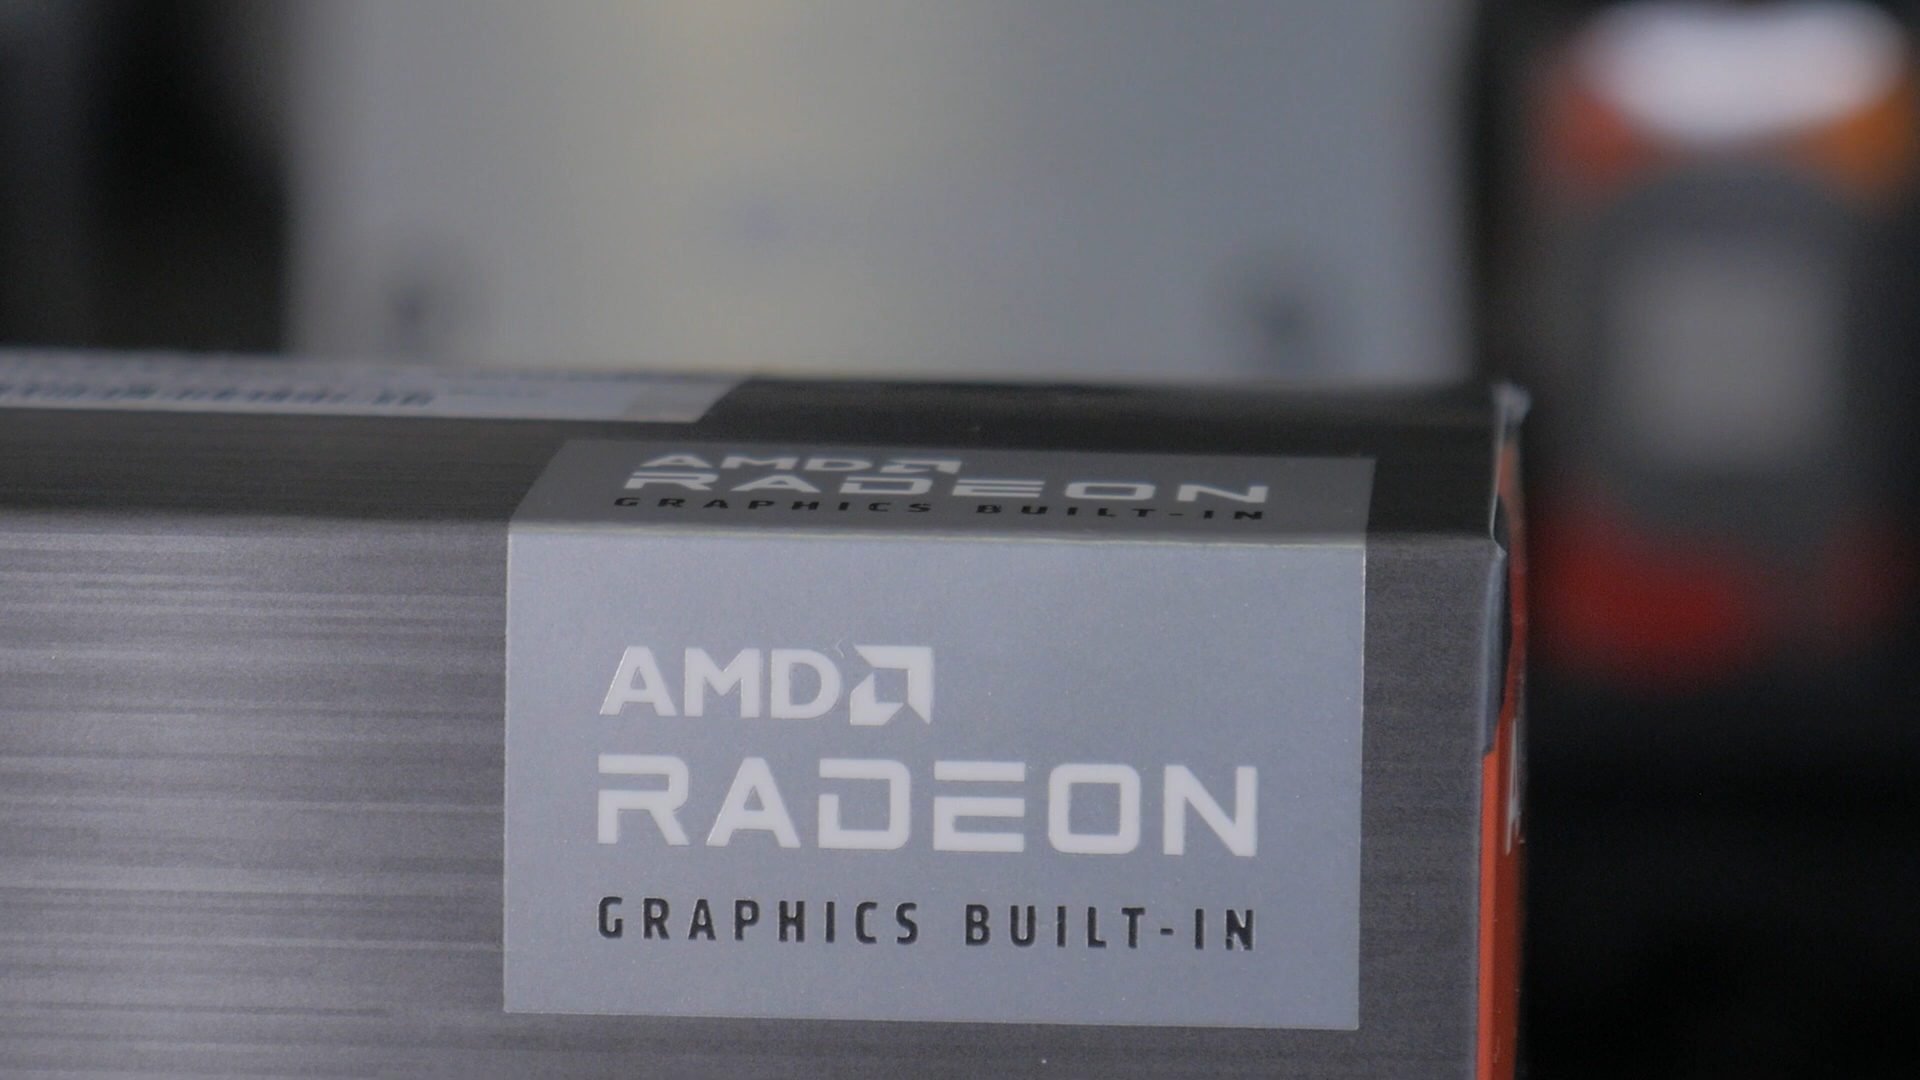 AMD
RADEON
GRAPHICS BUILT-IN
AMD
RADEON
GRAPHICS BUILT-IN